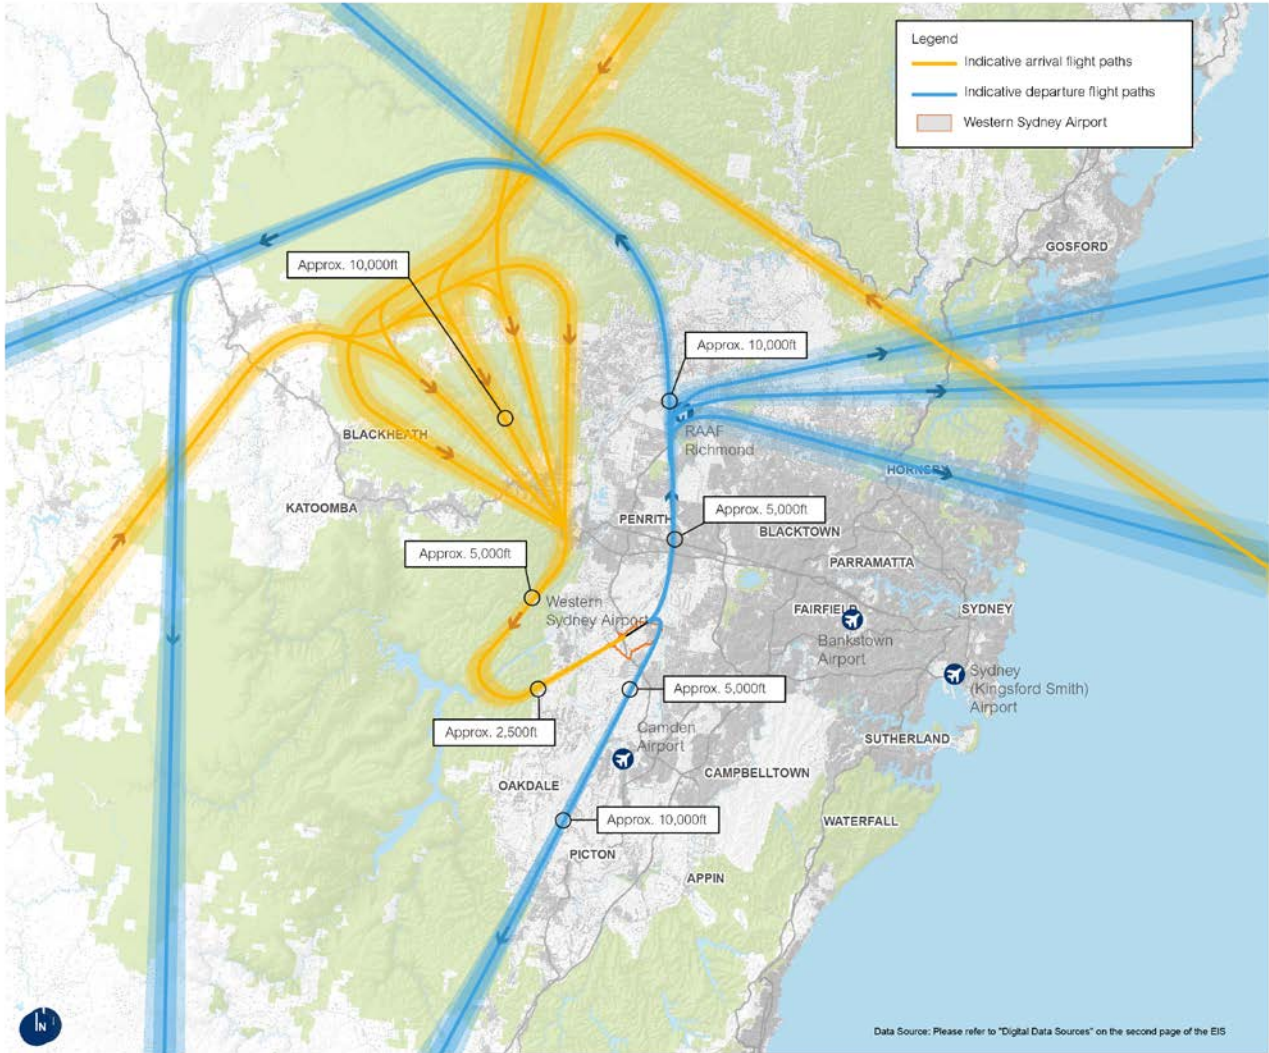 Legend
Indicative arrival flight paths
Indicative departure flight paths
Western Sydney Airport
GOSFORD
Approx. 10,000ft
Approx. 10,000ft
RAAF
Richmond
BLACKHEATH
HORNSBY
KATOOMBA
Approx. 5,000ft
PENRITH
BLACKTOWN
Approx. 5,000ft
PARRAMATTA
Western
Sydney Airport
FAIRFIELD
SYDNEY
Bankstown
Airport
Sydney
(Kingsford Smith)
Airport
Approx. 5,000ft
Approx. 2,500ft
Camden
Airport
SUTHERLAND
CAMPBELLTOWN
OAKDALE
Approx. 10,000ft
WATERFALL
PICTON
APPIN
N
Data Source: Please refer to "Digital Data Sources" on the second page of the EIS